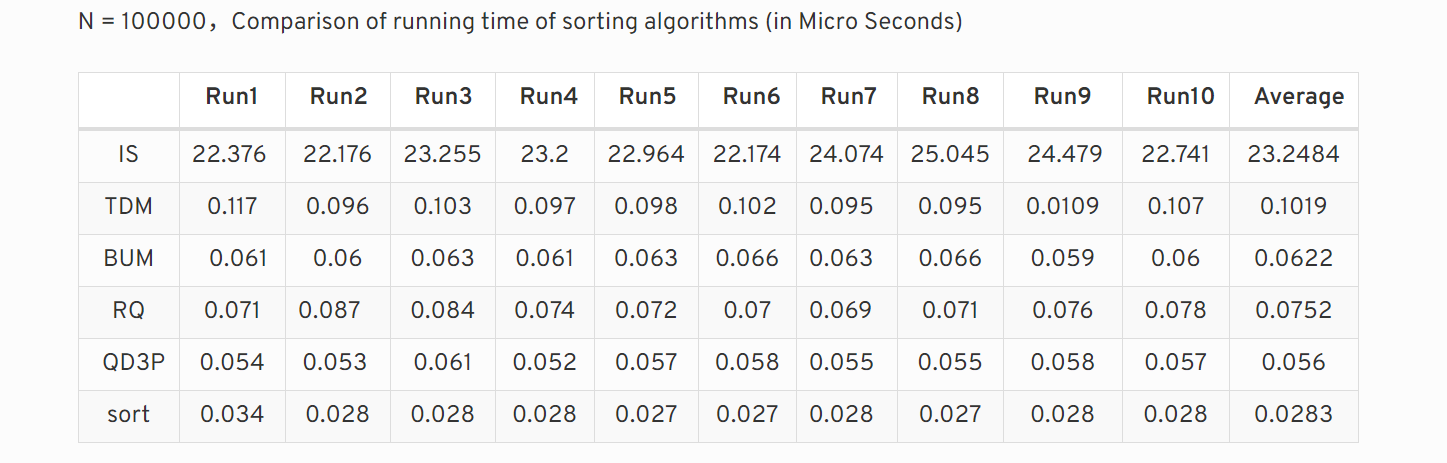 N = 100000，Comparison of running time of sorting algorithms (in Micro Seconds)
Run1 Run2 Run3 Run4 Run5 Run6 Run7 Run8 Run9 Run10 Average
IS 22.376 22.176 23.255 23.2 22.964 22.174 24.074 25.045 24.479 22.741 23.2484
TDM 0.117 0.096 0.103 0.097 0.098 0.102 0.095 0.095 0.0109 0.107 0.1019
BUM 0.061 0.06 0.063 0.061 0.063 0.066 0.063 0.066 0.059 0.06 0.0622
RQ 0.071 0.087 0.084 0.074 0.072 0.07 0.069 0.071 0.076 0.078 0.0752
QD3P 0.054 0.053 0.061 0.052 0.057 0.058 0.055 0.055 0.058 0.057 0.056
sort 0.034 0.028 0.028 0.028 0.027 0.027 0.028 0.027 0.028 0.028 0.0283